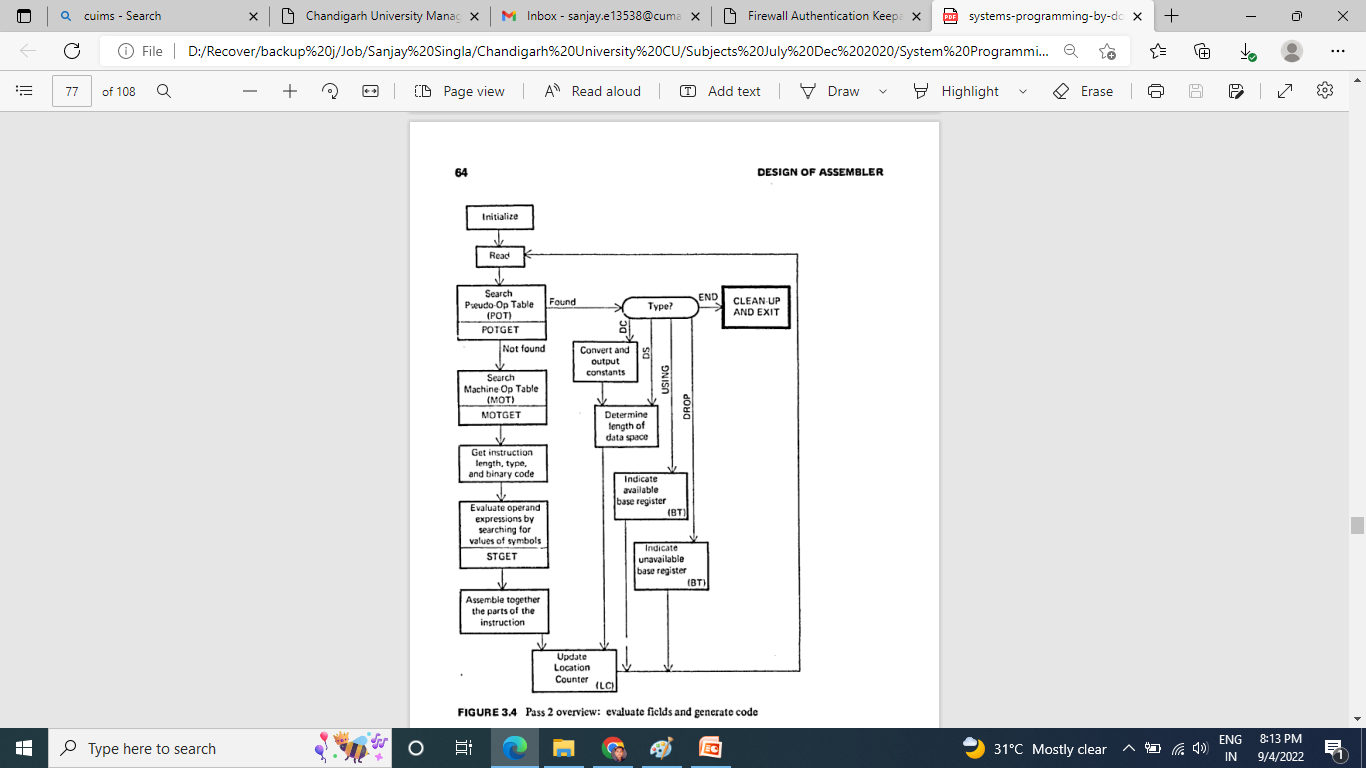 cuims - Search
Chandigarh University Manag
Inbox - sanjay.e13538@cuma
Firewall Authentication Keepa
PDF
systems-programming-by-dc
File
D:/Recover/backup%20j/Job/Sanjay%20Singla/Chandigarh%20University%20CU/Subjects%20July%20Dec%202020/System%20Programmi...
77
of 108
Page view
Read aloud
Add text
Draw
Highlight
Erase
64
DESIGN OF ASSEMBLER
Initialize
Read
Search
Pseudo-Op Table
(POT)
POTGET
Found
Type?
END
CLEAN-UP
AND EXIT
Not found
DC
DS
USING
DROP
Convert and
output
constants
Search
Machine-Op Table
(MOT)
MOTGET
Determine
length of
data space
Get instruction
length, type,
and binary code
Indicate
available
base register
(BT)
Evaluate operand
expressions by
searching for
values of symbols
STGET
Indicate
unavailable
base register
(BT)
Assemble together
the parts of the
instruction
Update
Location
Counter
(LC)
FIGURE 3.4 Pass 2 overview: evaluate fields and generate code
Type here to search
31°C Mostly clear
ENG
IN
8:13 PM
9/4/2022
1